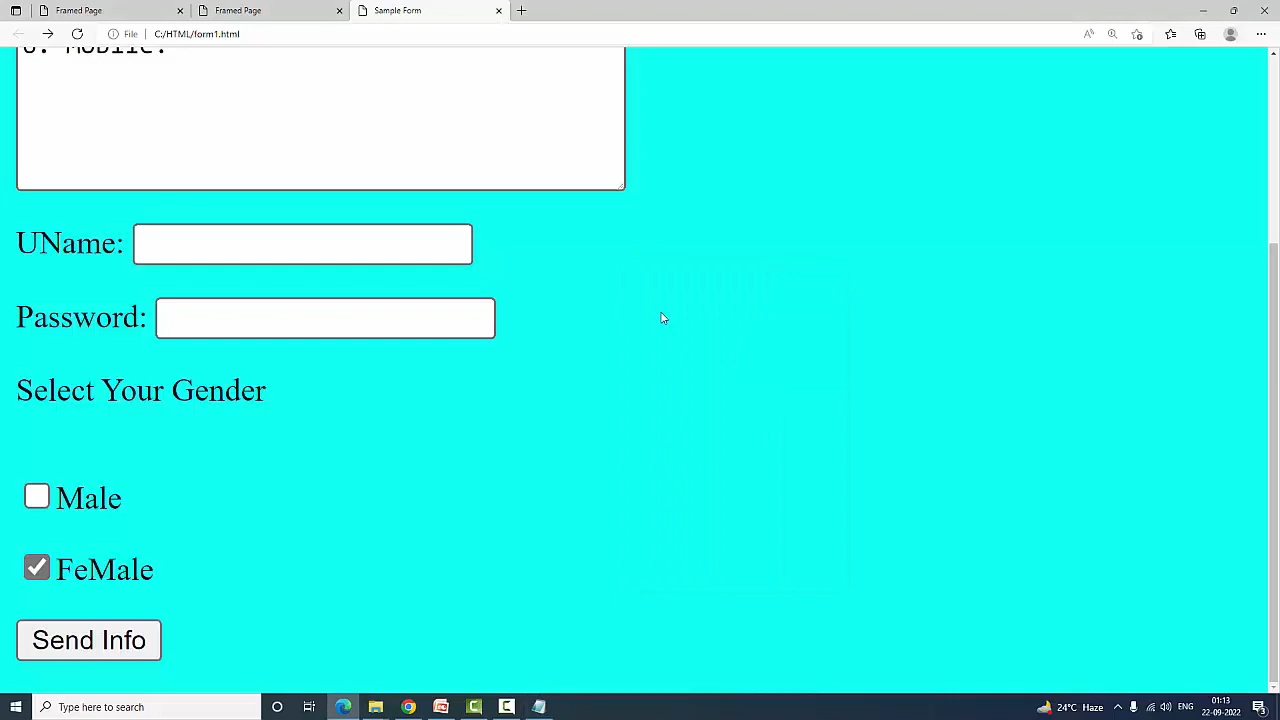 Framed Page
Framed Page
Sample Form
File
C:/HTML/form1.html
UName:
Password:
Select Your Gender
Male
FeMale
Send Info
Type here to search
24°C Haze
ENG
01:13
22-09-2022